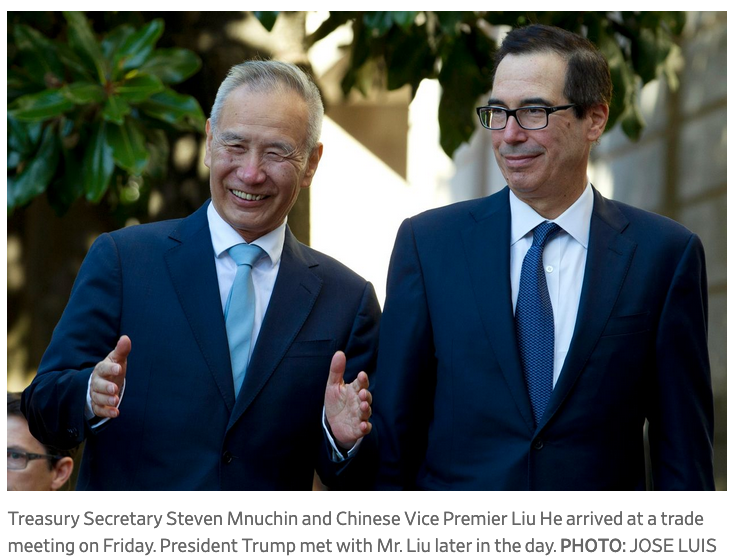 Treasury Secretary Steven Mnuchin and Chinese Vice Premier Liu He arrived at a trade
meeting on Friday. President Trump met with Mr. Liu later in the day. PHOTO: JOSE LUIS